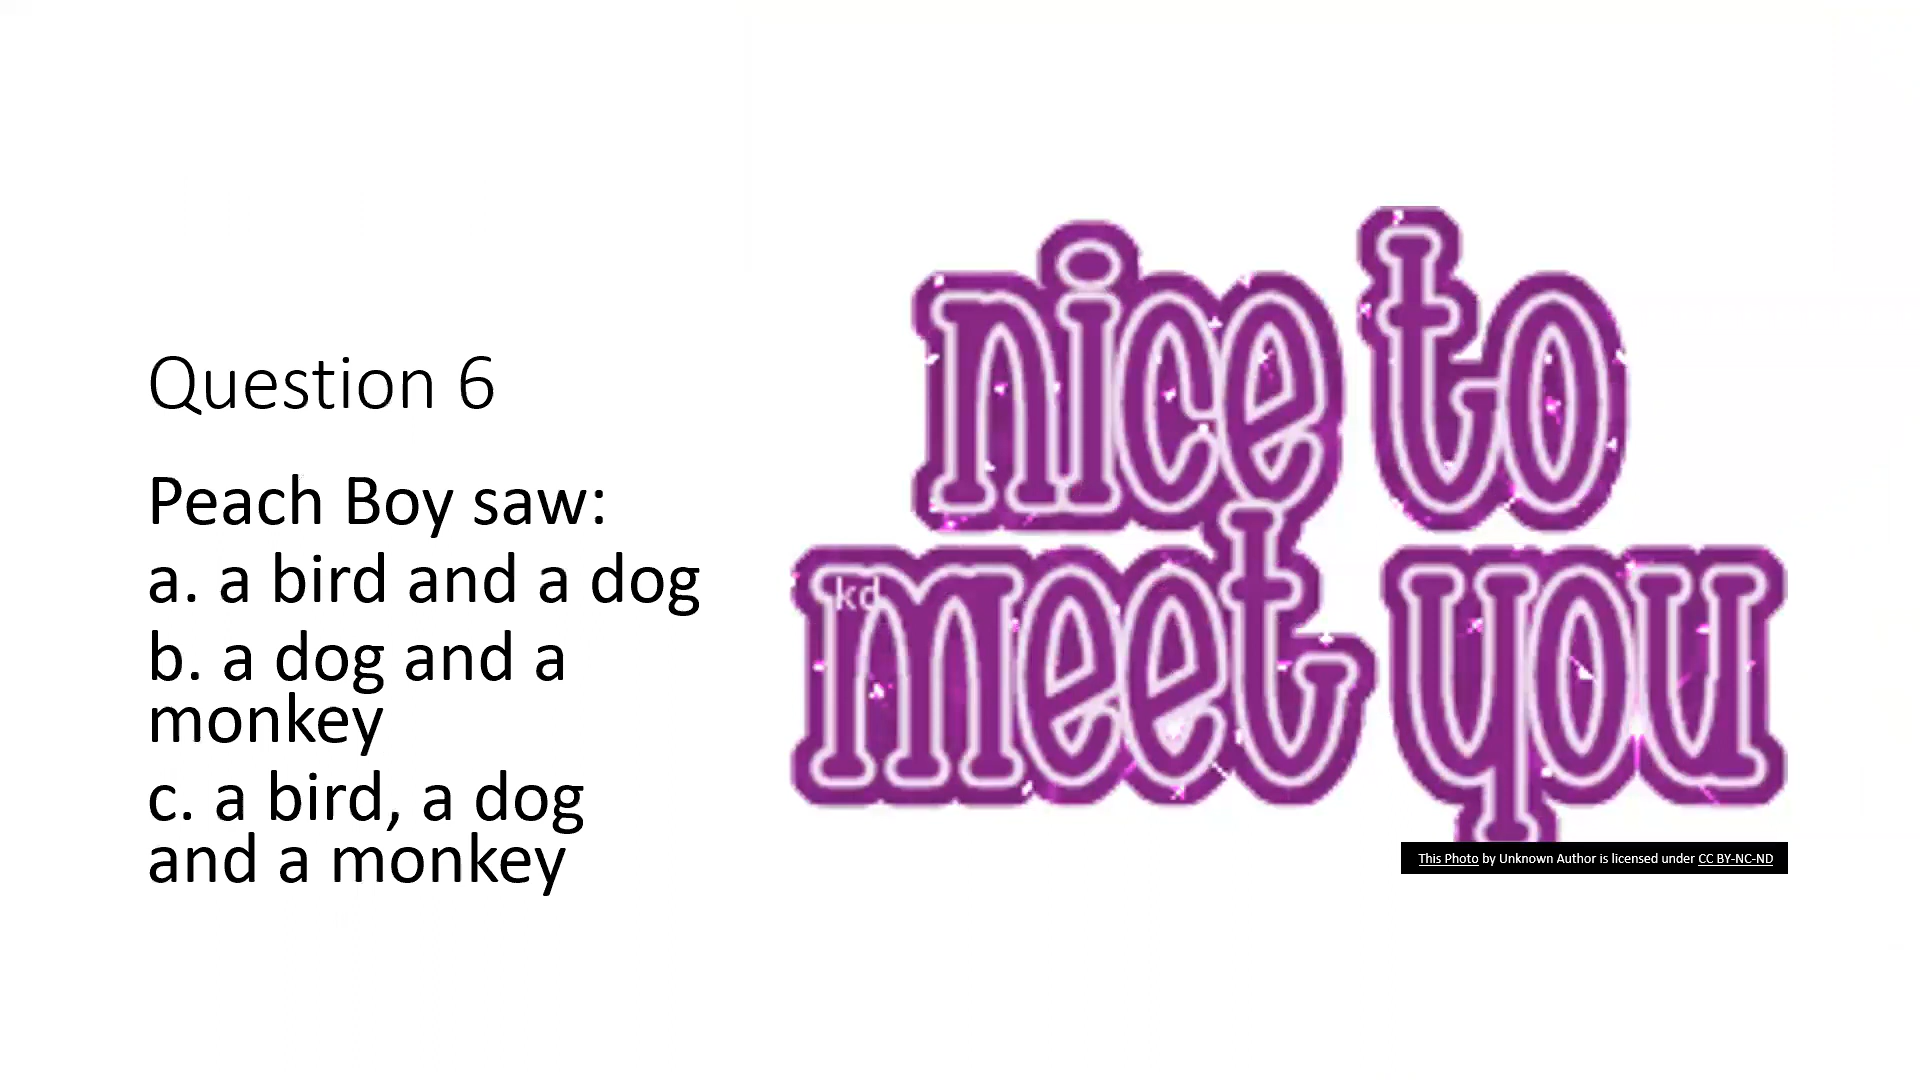 Question 6
Peach Boy saw:
a. a bird and a dog
b. a dog and a
monkey
c. a bird, a dog
and a monkey
nice to
meet you
kd
This Photo by Unknown Author is licensed under CC BY-NC-ND